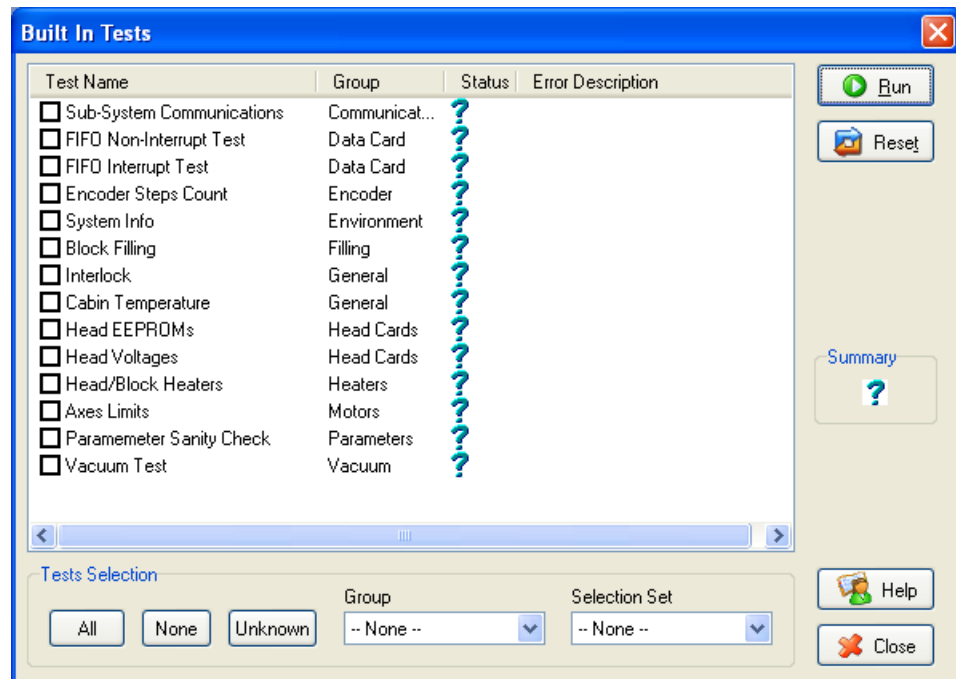 Built In Tests
Test Name Group Status Error Description
Sub-System Communications Communicat... ?
FIFO Non-Interrupt Test Data Card ?
FIFO Interrupt Test Data Card ?
Encoder Steps Count Encoder ?
System Info Environment ?
Block Filling Filling ?
Interlock General ?
Cabin Temperature General ?
Head EEPROMs Head Cards ?
Head Voltages Head Cards ?
Head/Block Heaters Heaters ?
Axes Limits Motors ?
Paramemeter Sanity Check Parameters ?
Vacuum Test Vacuum ?
Run
Reset
Summary
?
Tests Selection
All None Unknown
Group
-- None --
Selection Set
-- None --
Help
Close